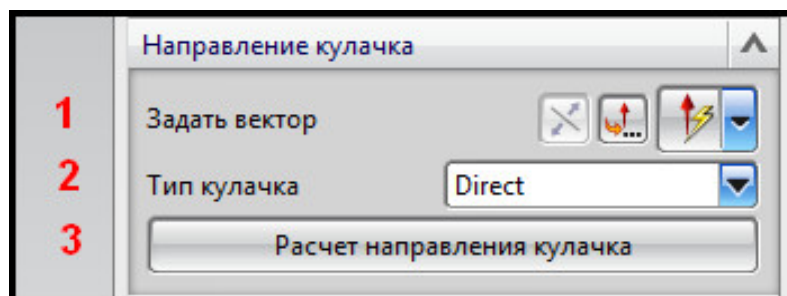 Направление кулачка
1 Задать вектор
2 Тип кулачка Direct
3 Расчет направления кулачка